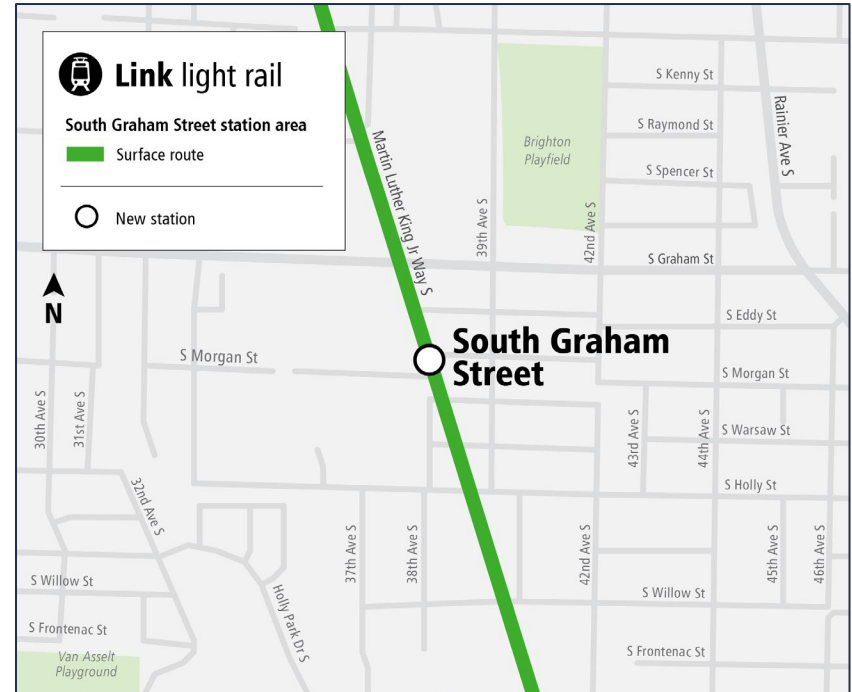 Link light rail
South Graham Street station area
Surface route
New station
N
Martin Luther King Jr Way S
Brighton
Playfield
39th Ave S
42nd Ave S
S Kenny St
S Raymond St
S Spencer St
Rainier Ave S
S Graham St
S Eddy St
South Graham
Street
S Morgan St
S Morgan St
30th Ave S
31st Ave S
43rd Ave S
44th Ave S
S Warsaw St
S Holly St
32nd Ave S
37th Ave S
38th Ave S
42nd Ave S
45th Ave S
46th Ave S
S Willow St
S Willow St
Holly Park Dr S
S Frontenac St
S Frontenac St
Van Asselt
Playground